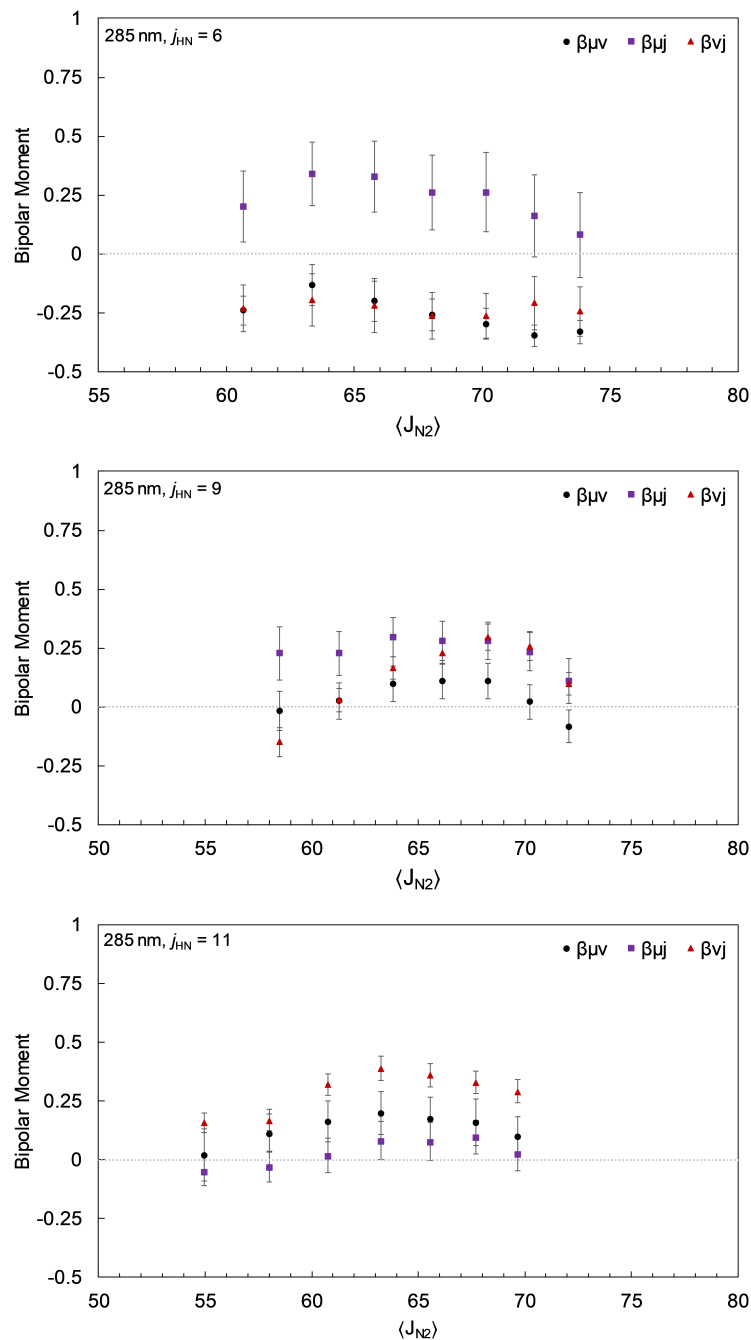 1
285 nm, jHN = 6
βμv βμj βvj
0.75
0.5
0.25
0
-0.25
-0.5
Bipolar Moment
55 60 65 70 75 80
⟨JN2⟩
1
285 nm, jHN = 9
βμv βμj βvj
0.75
0.5
0.25
0
-0.25
-0.5
Bipolar Moment
50 55 60 65 70 75 80
⟨JN2⟩
1
285 nm, jHN = 11
βμv βμj βvj
0.75
0.5
0.25
0
-0.25
-0.5
Bipolar Moment
50 55 60 65 70 75 80
⟨JN2⟩